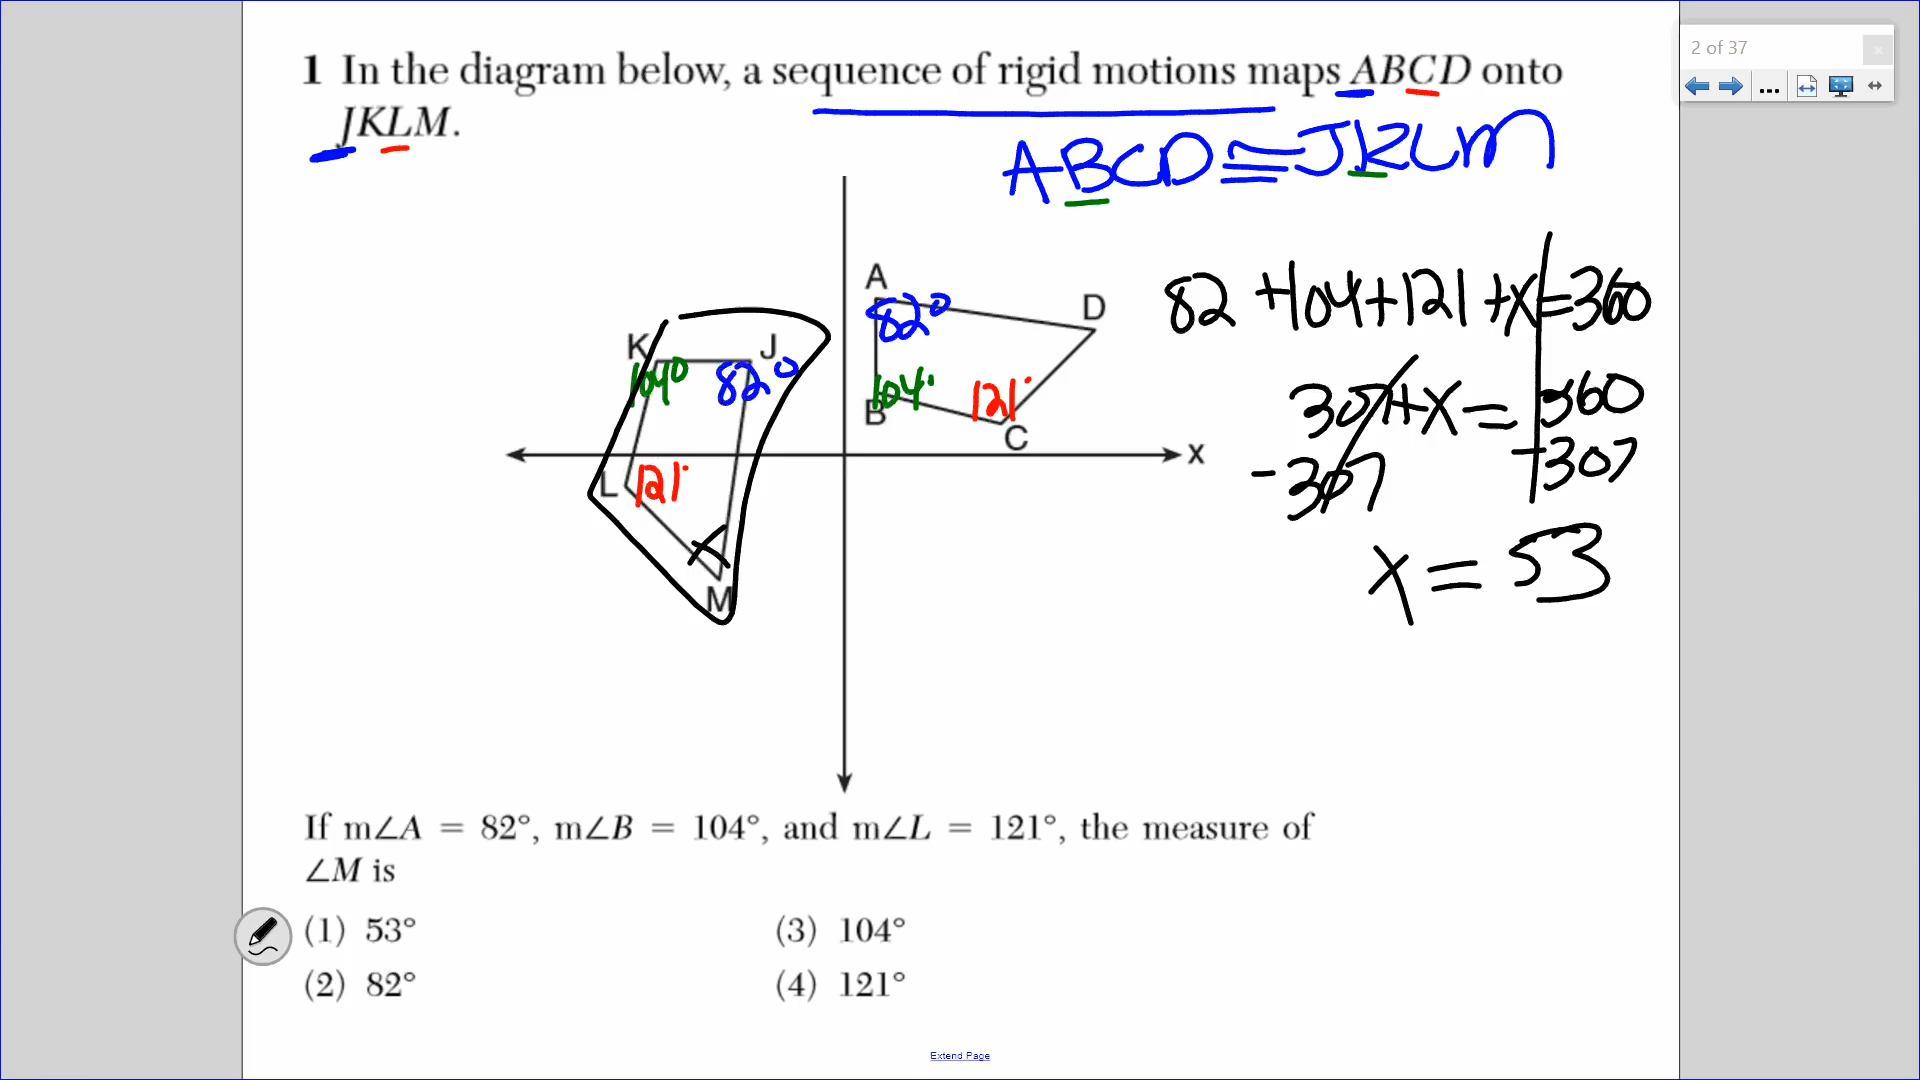 2 of 37
1 In the diagram below, a sequence of rigid motions maps ABCD onto
JKLM.
ABCD ≅ JKLM
A
D
82°
82 + 104 + 121 + x = 360
K
J
104°
82°
104°
121°
B
C
307 + x = 360
x
-307
-307
L
121°
x
M
x = 53
If m∠A = 82°, m∠B = 104°, and m∠L = 121°, the measure of
∠M is
(1) 53°
(3) 104°
(2) 82°
(4) 121°
Extend Page